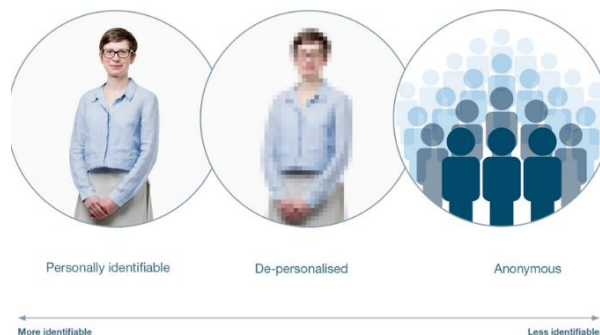 Personally identifiable
De-personalised
Anonymous
More identifiable
Less identifiable